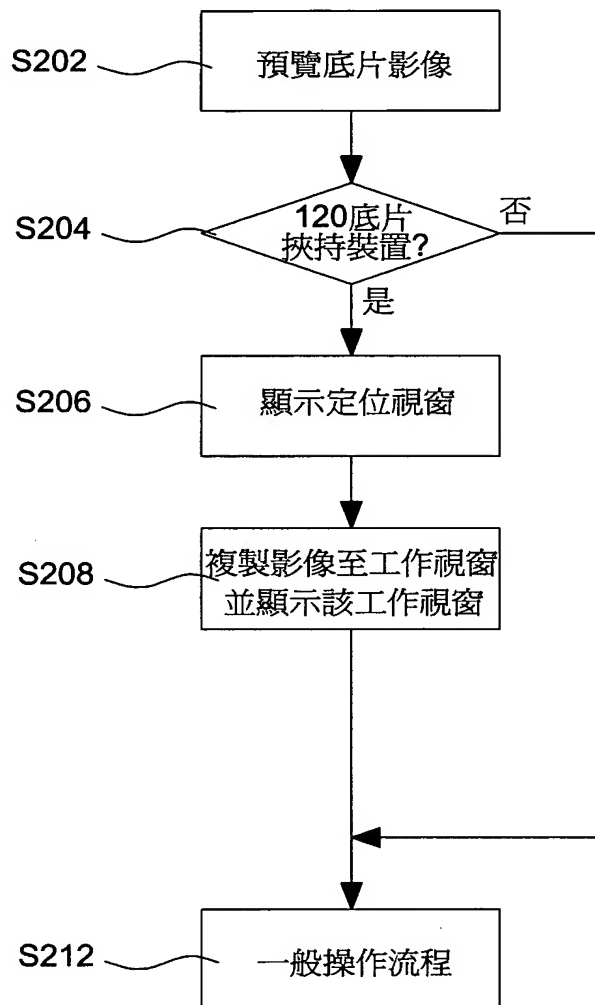 S202
預覽底片影像
S204
120底片
挾持裝置?
否
是
S206
顯示定位視窗
S208
複製影像至工作視窗
並顯示該工作視窗
S212
一般操作流程